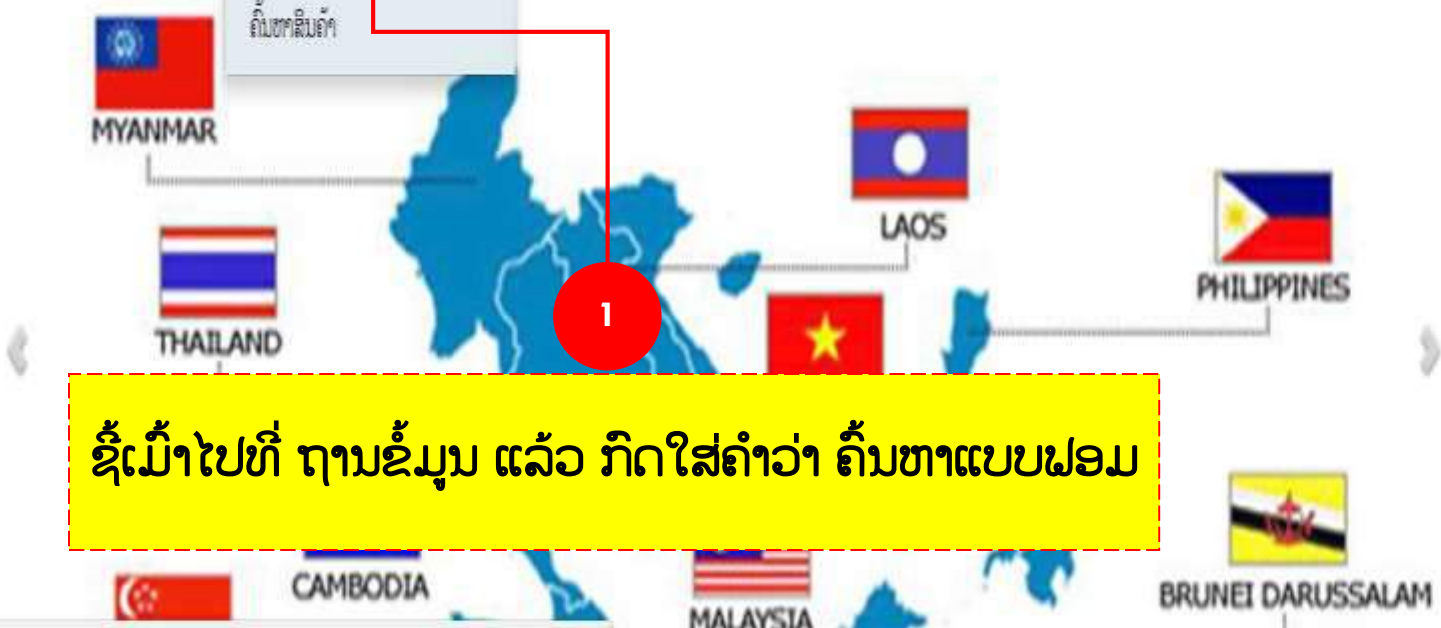 ຄົ້ນຫາສິນຄ້າ
MYANMAR
LAOS
PHILIPPINES
THAILAND
1
ຊີ້ເມົ້າໄປທີ່ ຖານຂໍ້ມູນ ແລ້ວ ກົດໃສ່ຄຳວ່າ ຄົ້ນຫາແບບຟອມ
CAMBODIA
MALAYSIA
BRUNEI DARUSSALAM